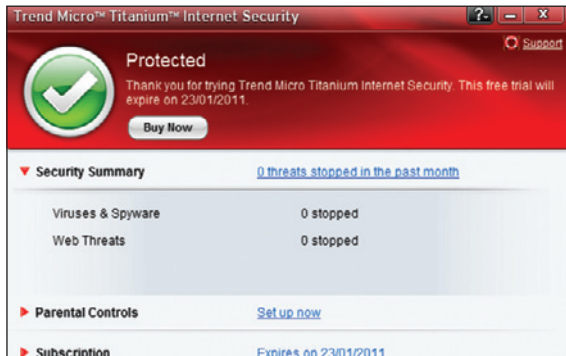 Trend Micro™ Titanium™ Internet Security
?
Support
Protected
Thank you for trying Trend Micro Titanium Internet Security. This free trial will
expire on 23/01/2011.
Buy Now
Security Summary 0 threats stopped in the past month
Viruses & Spyware 0 stopped
Web Threats 0 stopped
Parental Controls Set up now
Subscription Expires on 23/01/2011